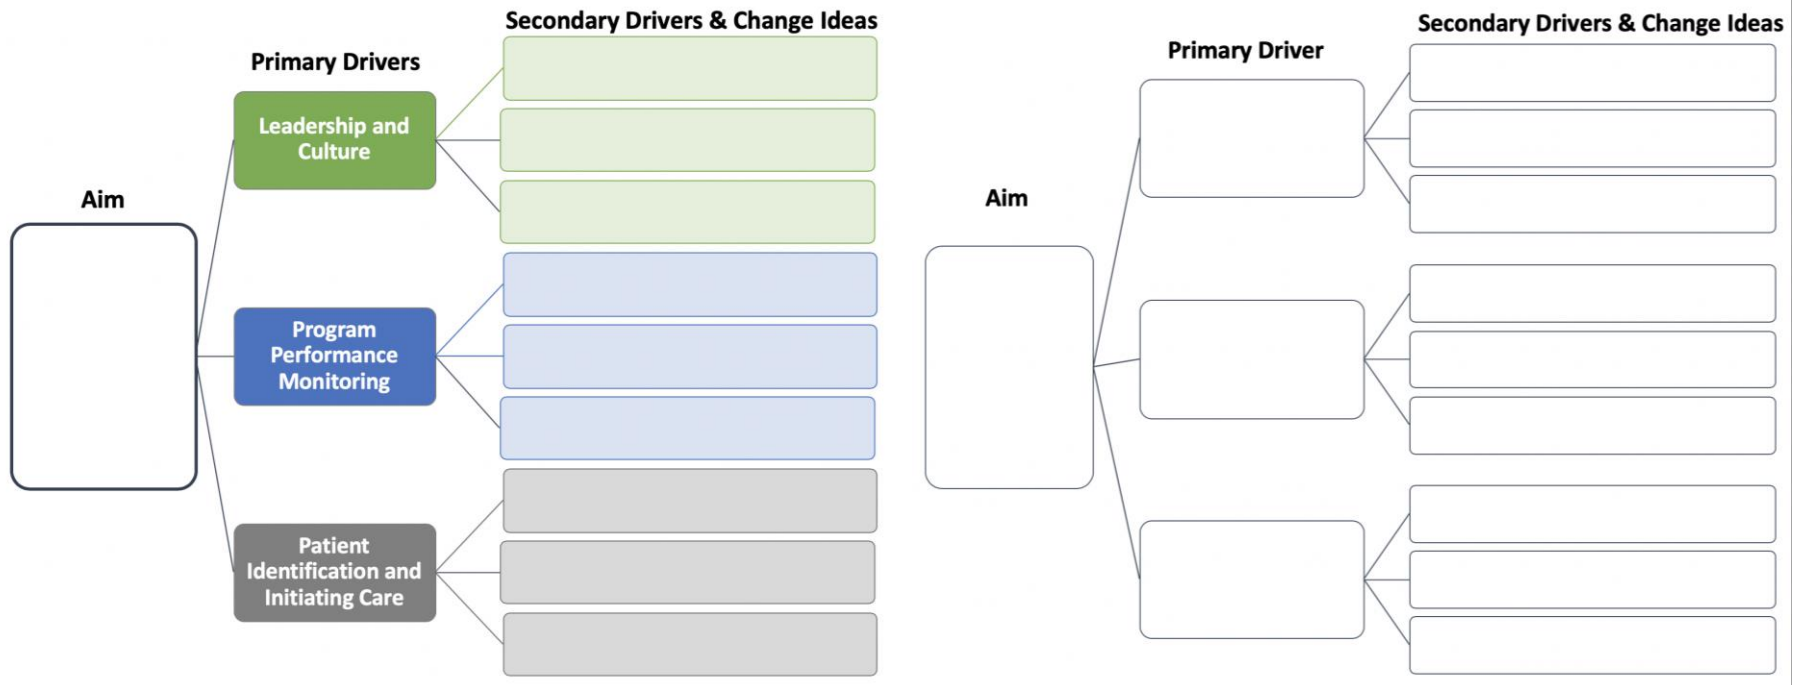 Secondary Drivers & Change Ideas
Primary Drivers
Leadership and
Culture
Aim
Program
Performance
Monitoring
Patient
Identification and
Initiating Care
Secondary Drivers & Change Ideas
Primary Driver
Aim